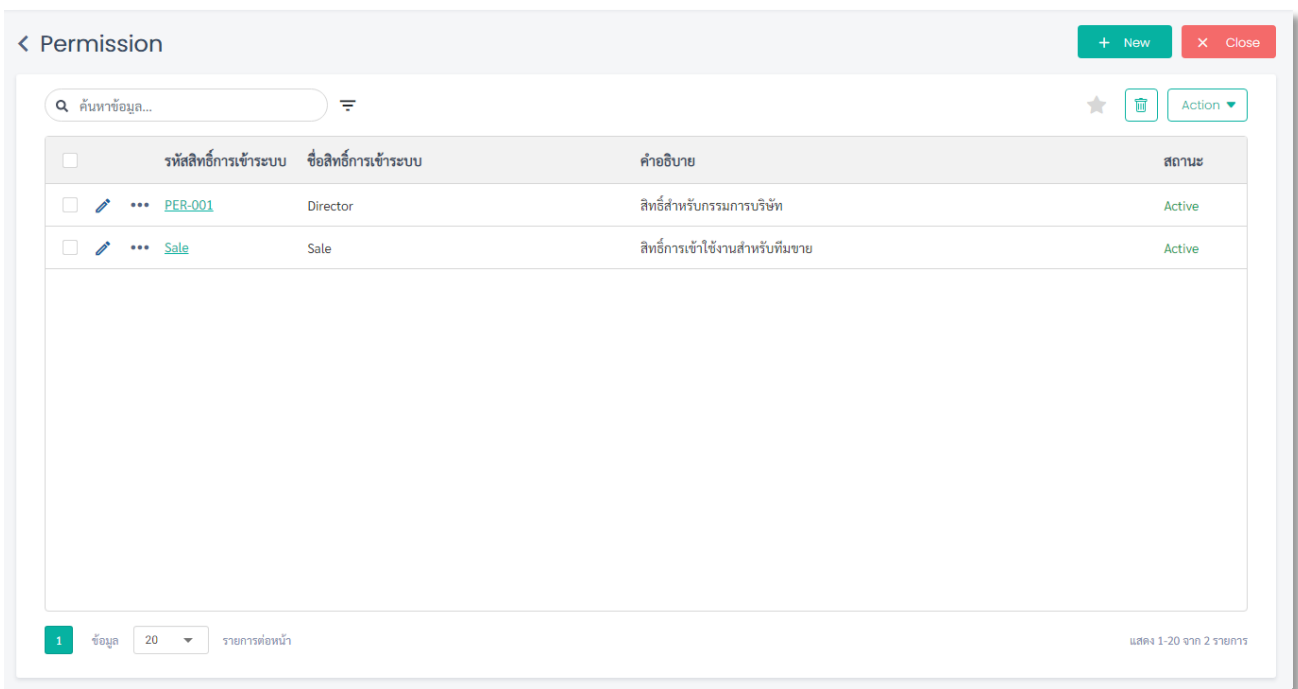 Permission
+ New
× Close
ค้นหาข้อมูล...
Action
รหัสสิทธิ์การเข้าระบบ ชื่อสิทธิ์การเข้าระบบ คำอธิบาย สถานะ
PER-001 Director สิทธิ์สำหรับกรรมการบริษัท Active
Sale Sale สิทธิ์การเข้าใช้งานสำหรับทีมขาย Active
1 ข้อมูล 20 รายการต่อหน้า
แสดง 1-20 จาก 2 รายการ